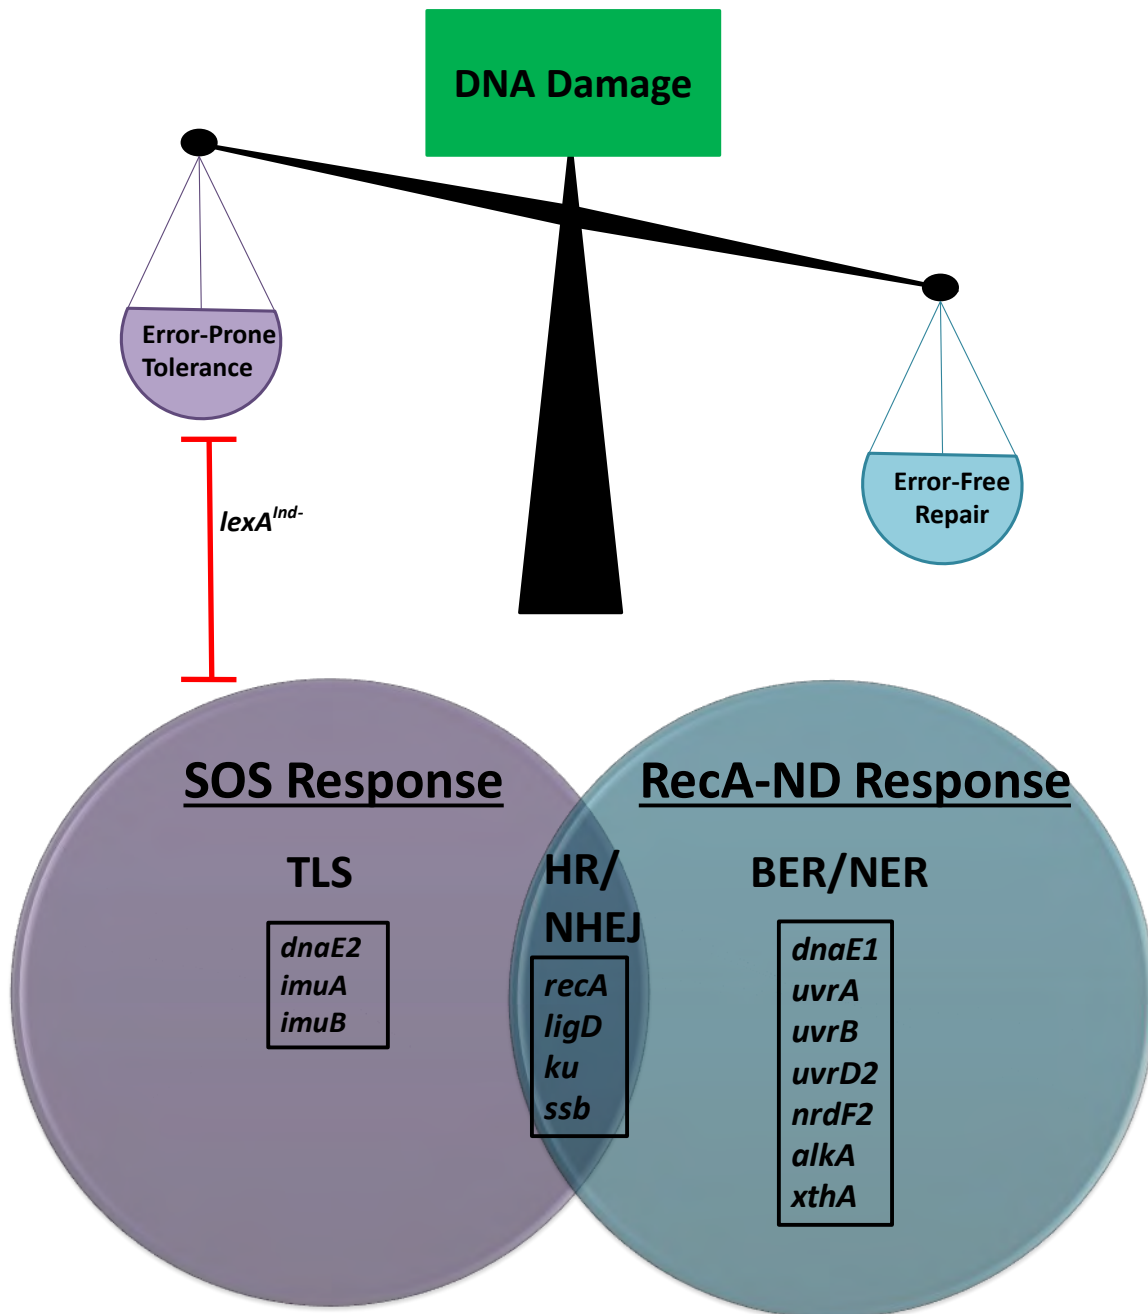 DNA Damage
Error-Prone
Tolerance
Error-Free
Repair
lexA^Ind-
SOS Response
RecA-ND Response
TLS
HR/
NHEJ
BER/NER
dnaE2
imuA
imuB
recA
ligD
ku
ssb
dnaE1
uvrA
uvrB
uvrD2
nrdF2
alkA
xthA